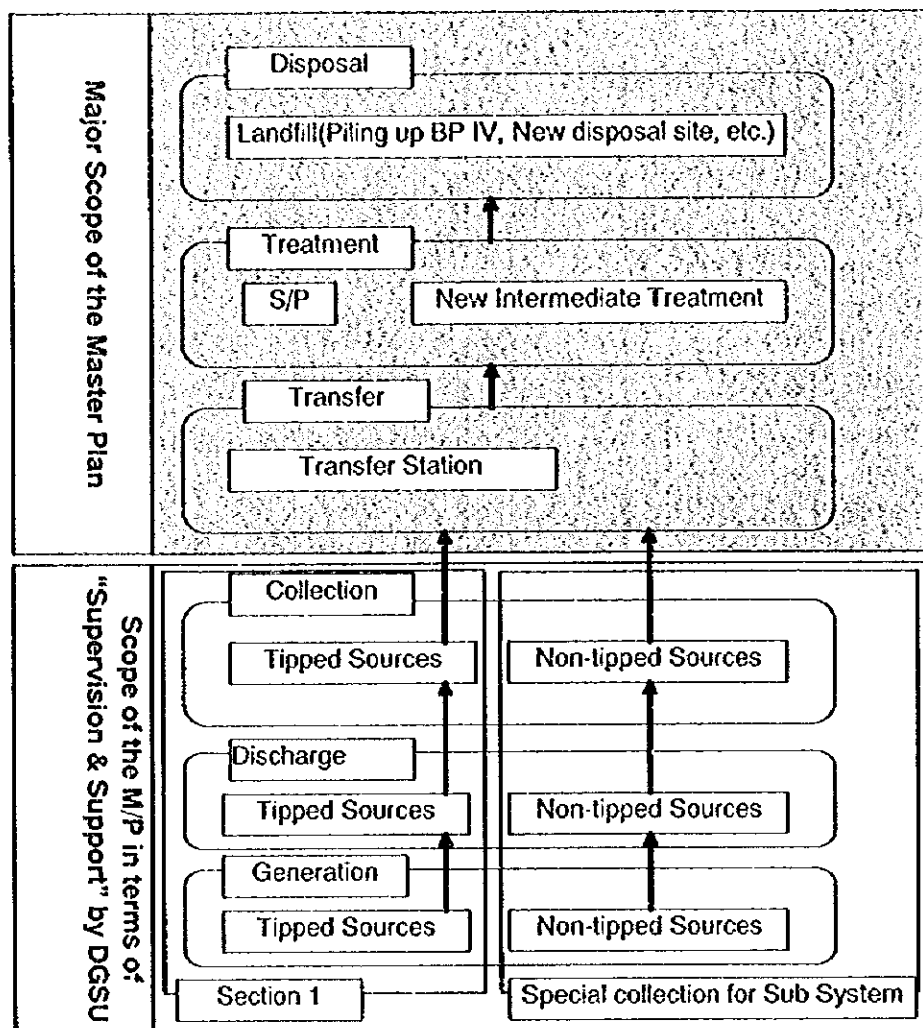 Major Scope of the Master Plan
Disposal
Landfill(Piling up BP IV, New disposal site, etc.)
Treatment
S/P
New Intermediate Treatment
Transfer
Transfer Station
Scope of the M/P in terms of
"Supervision & Support" by DGSU
Collection
Tipped Sources
Non-tipped Sources
Discharge
Tipped Sources
Non-tipped Sources
Generation
Tipped Sources
Non-tipped Sources
Section 1
Special collection for Sub System